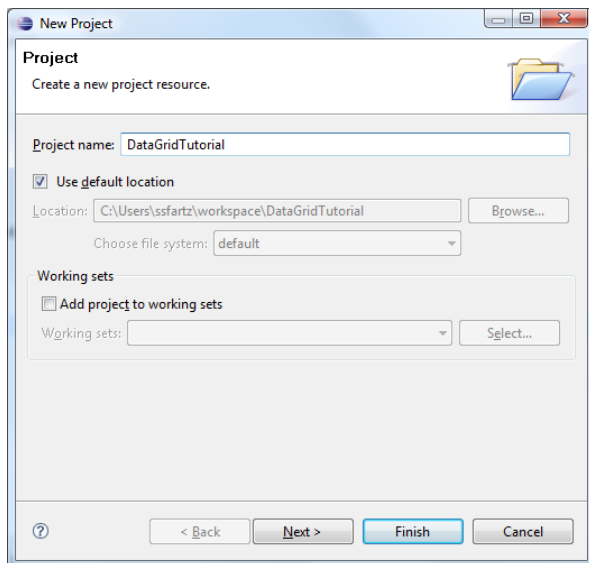 New Project
Project
Create a new project resource.
Project name: DataGridTutorial
Use default location
Location: C:\Users\ssfartz\workspace\DataGridTutorial Browse...
Choose file system: default
Working sets
Add project to working sets
Working sets: Select...
? < Back Next > Finish Cancel